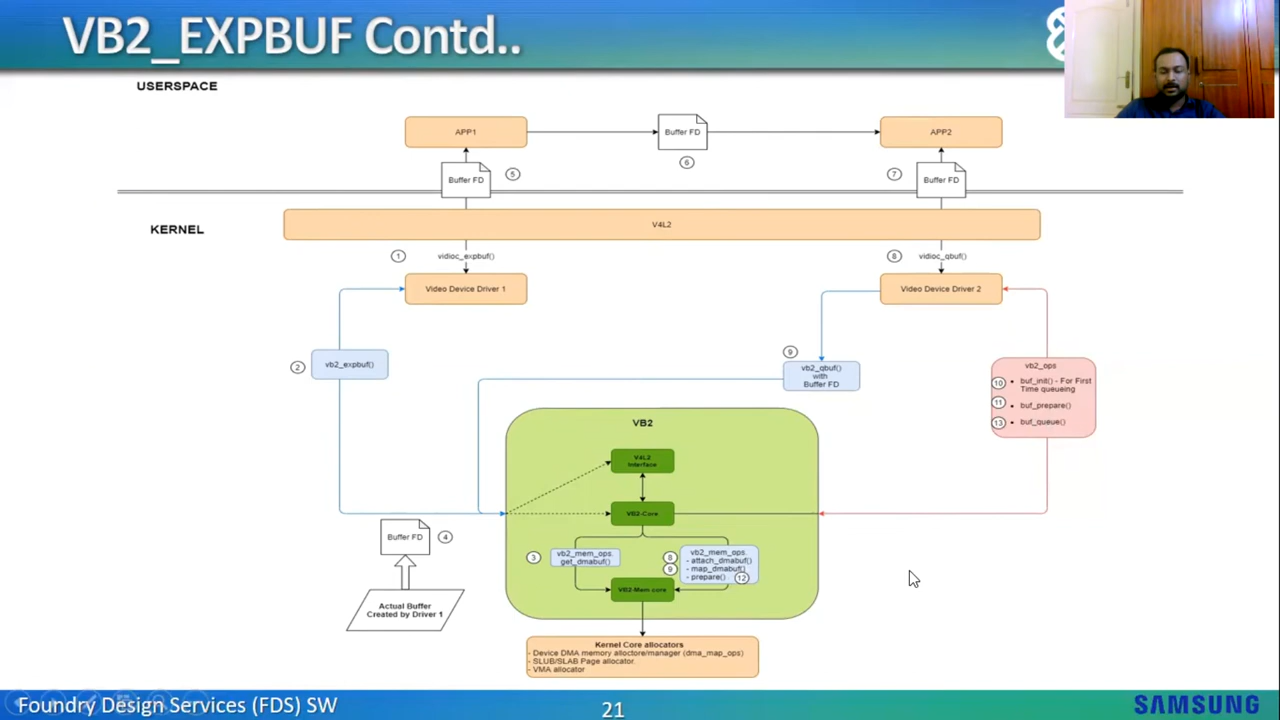 VB2_EXPBUF Contd..
USERSPACE
APP1
Buffer FD
APP2
6
Buffer FD
5
7
Buffer FD
KERNEL
V4L2
1
vidioc_expbuf()
8
vidioc_qbuf()
Video Device Driver 1
Video Device Driver 2
2
vb2_expbuf()
9
vb2_qbuf()
with
Buffer FD
vb2_ops
10
• buf_init() - For First
Time queueing
11
• buf_prepare()
13
• buf_queue()
VB2
V4L2
Interface
VB2-Core
Buffer FD
4
3
vb2_mem_ops.
get_dmabuf()
8
9
vb2_mem_ops.
- attach_dmabuf()
- map_dmabuf()
- prepare()
12
VB2-Mem core
Actual Buffer
Created by Driver 1
Kernel Core allocators
- Device DMA memory alloctore/manager (dma_map_ops)
- SLUB/SLAB Page allocator.
- VMA allocator
Foundry Design Services (FDS) SW
21
SAMSUNG